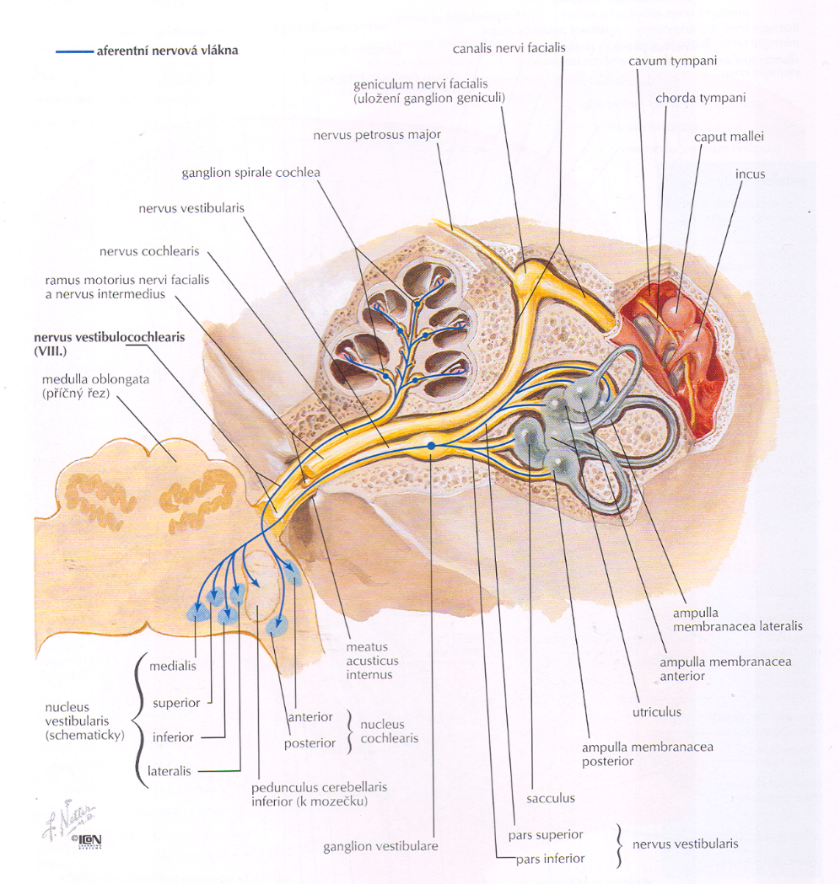 aferentní nervová vlákna
canalis nervi facialis
cavum tympani
geniculum nervi facialis
(uložení ganglion geniculi)
chorda tympani
nervus petrosus major
caput mallei
ganglion spirale cochlea
incus
nervus vestibularis
nervus cochlearis
ramus motorius nervi facialis
a nervus intermedius
nervus vestibulocochlearis
(VIII.)
medulla oblongata
(příčný řez)
ampulla
membranacea lateralis
meatus
acusticus
internus
ampulla membranacea
anterior
nucleus
vestibularis
(schematicky)
medialis
superior
inferior
lateralis
anterior
posterior
nucleus
cochlearis
utriculus
ampulla membranacea
posterior
pedunculus cerebellaris
inferior (k mozečku)
sacculus
ganglion vestibulare
pars superior
pars inferior
nervus vestibularis
F. Netter
M.D.
©ICON